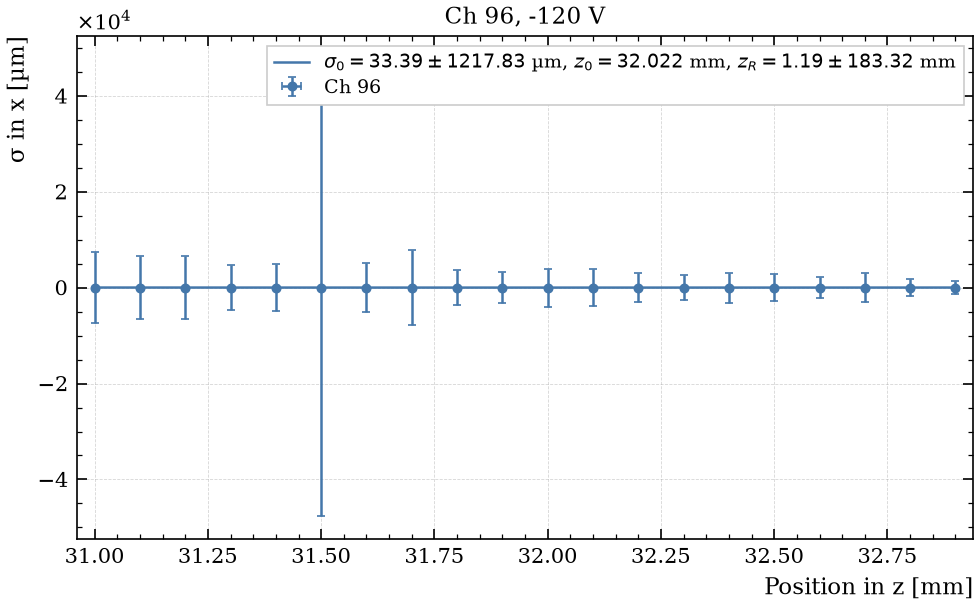 Ch 96, -120 V
×10⁴
σ in x [µm]
σ₀ = 33.39 ± 1217.83 µm, z₀ = 32.022 mm, z_R = 1.19 ± 183.32 mm
Ch 96
4
2
0
−2
−4
31.00 31.25 31.50 31.75 32.00 32.25 32.50 32.75
Position in z [mm]